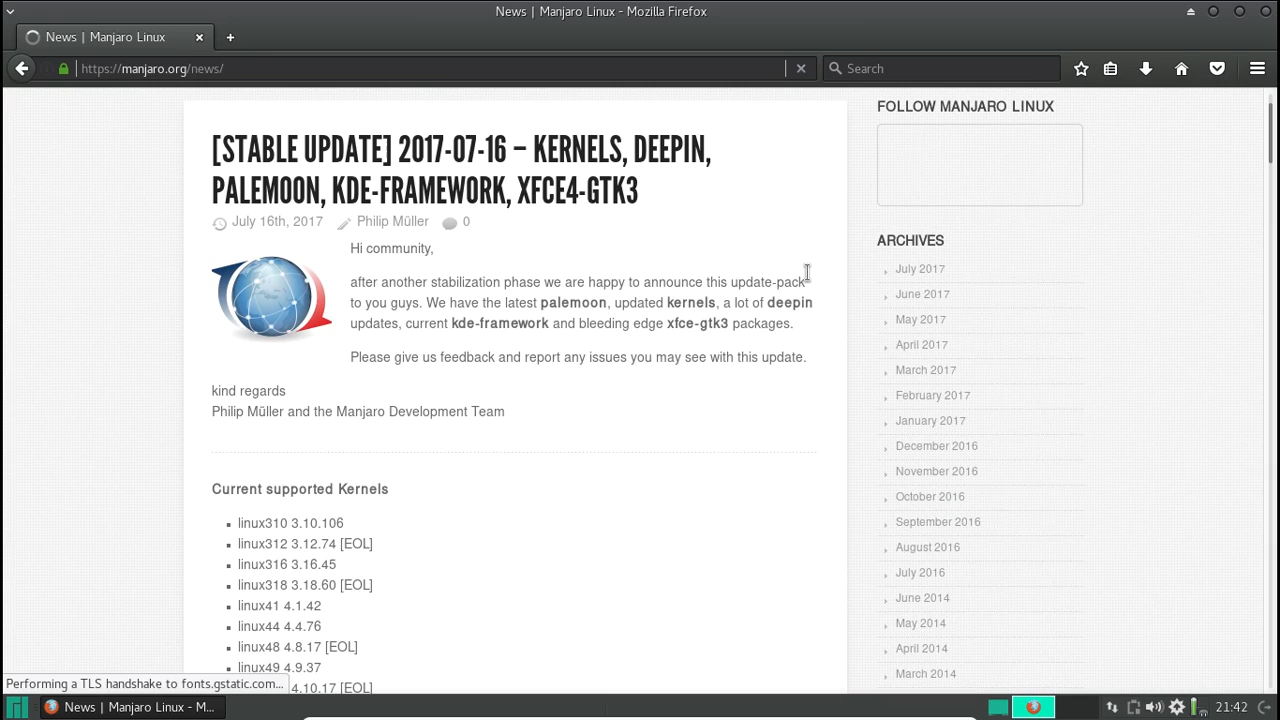 News | Manjaro Linux - Mozilla Firefox
News | Manjaro Linux
https://manjaro.org/news/
Search
[STABLE UPDATE] 2017-07-16 – KERNELS, DEEPIN,
PALEMOON, KDE-FRAMEWORK, XFCE4-GTK3
July 16th, 2017 Philip Müller 0
Hi community,
after another stabilization phase we are happy to announce this update-pack
to you guys. We have the latest palemoon, updated kernels, a lot of deepin
updates, current kde-framework and bleeding edge xfce-gtk3 packages.
Please give us feedback and report any issues you may see with this update.
kind regards
Philip Müller and the Manjaro Development Team
Current supported Kernels
linux310 3.10.106
linux312 3.12.74 [EOL]
linux316 3.16.45
linux318 3.18.60 [EOL]
linux41 4.1.42
linux44 4.4.76
linux48 4.8.17 [EOL]
linux49 4.9.37
4.10.17 [EOL]
FOLLOW MANJARO LINUX
ARCHIVES
July 2017
June 2017
May 2017
April 2017
March 2017
February 2017
January 2017
December 2016
November 2016
October 2016
September 2016
August 2016
July 2016
June 2014
May 2014
April 2014
March 2014
Performing a TLS handshake to fonts.gstatic.com...
News | Manjaro Linux - M...
21:42